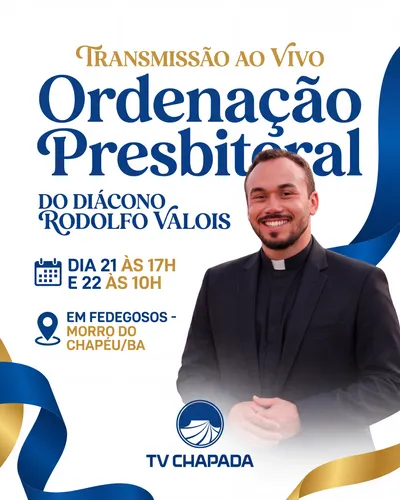 Transmissão ao Vivo
Ordenação
Presbiteral
do Diácono
Rodolfo Valois
DIA 21 ÀS 17H
E 22 ÀS 10H
EM FEDEGOSOS -
MORRO DO
CHAPÉU/BA
TV CHAPADA